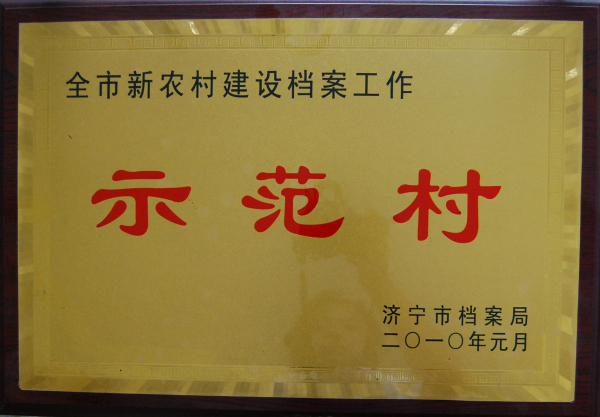 全市新农村建设档案工作
示范村
济宁市档案局
二〇一〇年元月